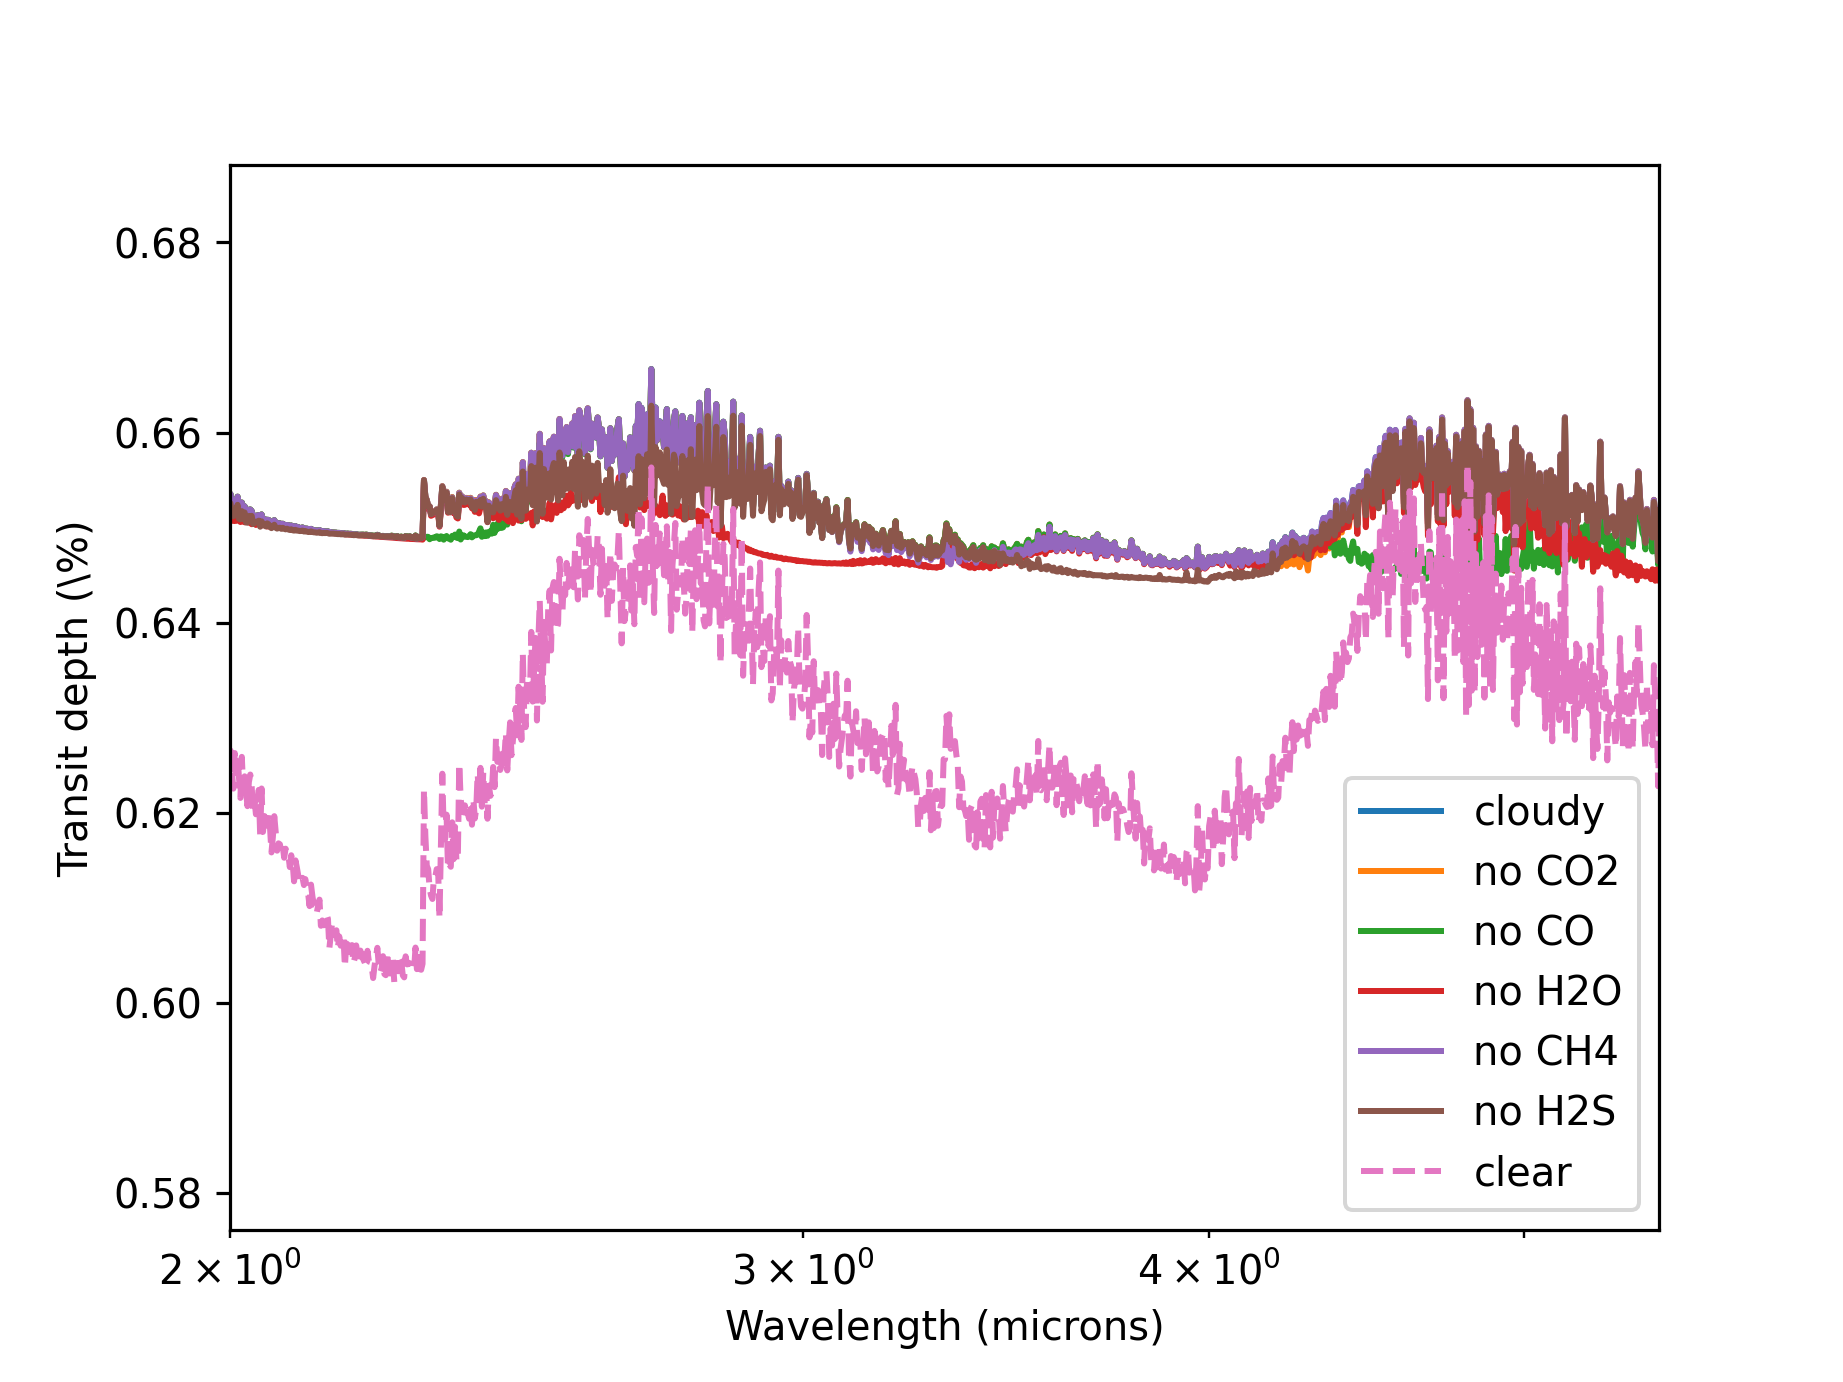 0.68
0.66
0.64
0.62
0.60
0.58
Transit depth (\%)
2 × 10⁰
3 × 10⁰
4 × 10⁰
Wavelength (microns)
cloudy
no CO2
no CO
no H2O
no CH4
no H2S
clear